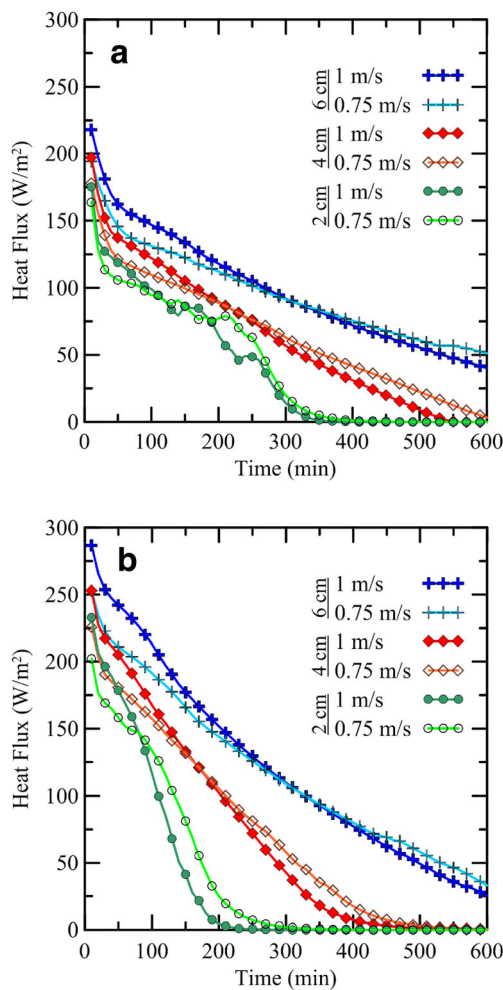 300
250
200
150
100
50
0
Heat Flux (W/m²)
a
6 cm
1 m/s
0.75 m/s
4 cm
1 m/s
0.75 m/s
2 cm
1 m/s
0.75 m/s
0 100 200 300 400 500 600
Time (min)
300
250
200
150
100
50
0
Heat Flux (W/m²)
b
6 cm
1 m/s
0.75 m/s
4 cm
1 m/s
0.75 m/s
2 cm
1 m/s
0.75 m/s
0 100 200 300 400 500 600
Time (min)